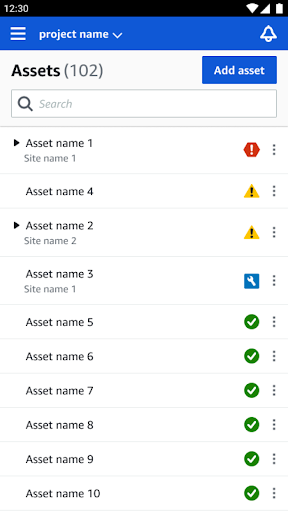 12:30
project name
Assets (102)
Add asset
Search
Asset name 1
Site name 1
Asset name 4
Asset name 2
Site name 2
Asset name 3
Site name 1
Asset name 5
Asset name 6
Asset name 7
Asset name 8
Asset name 9
Asset name 10